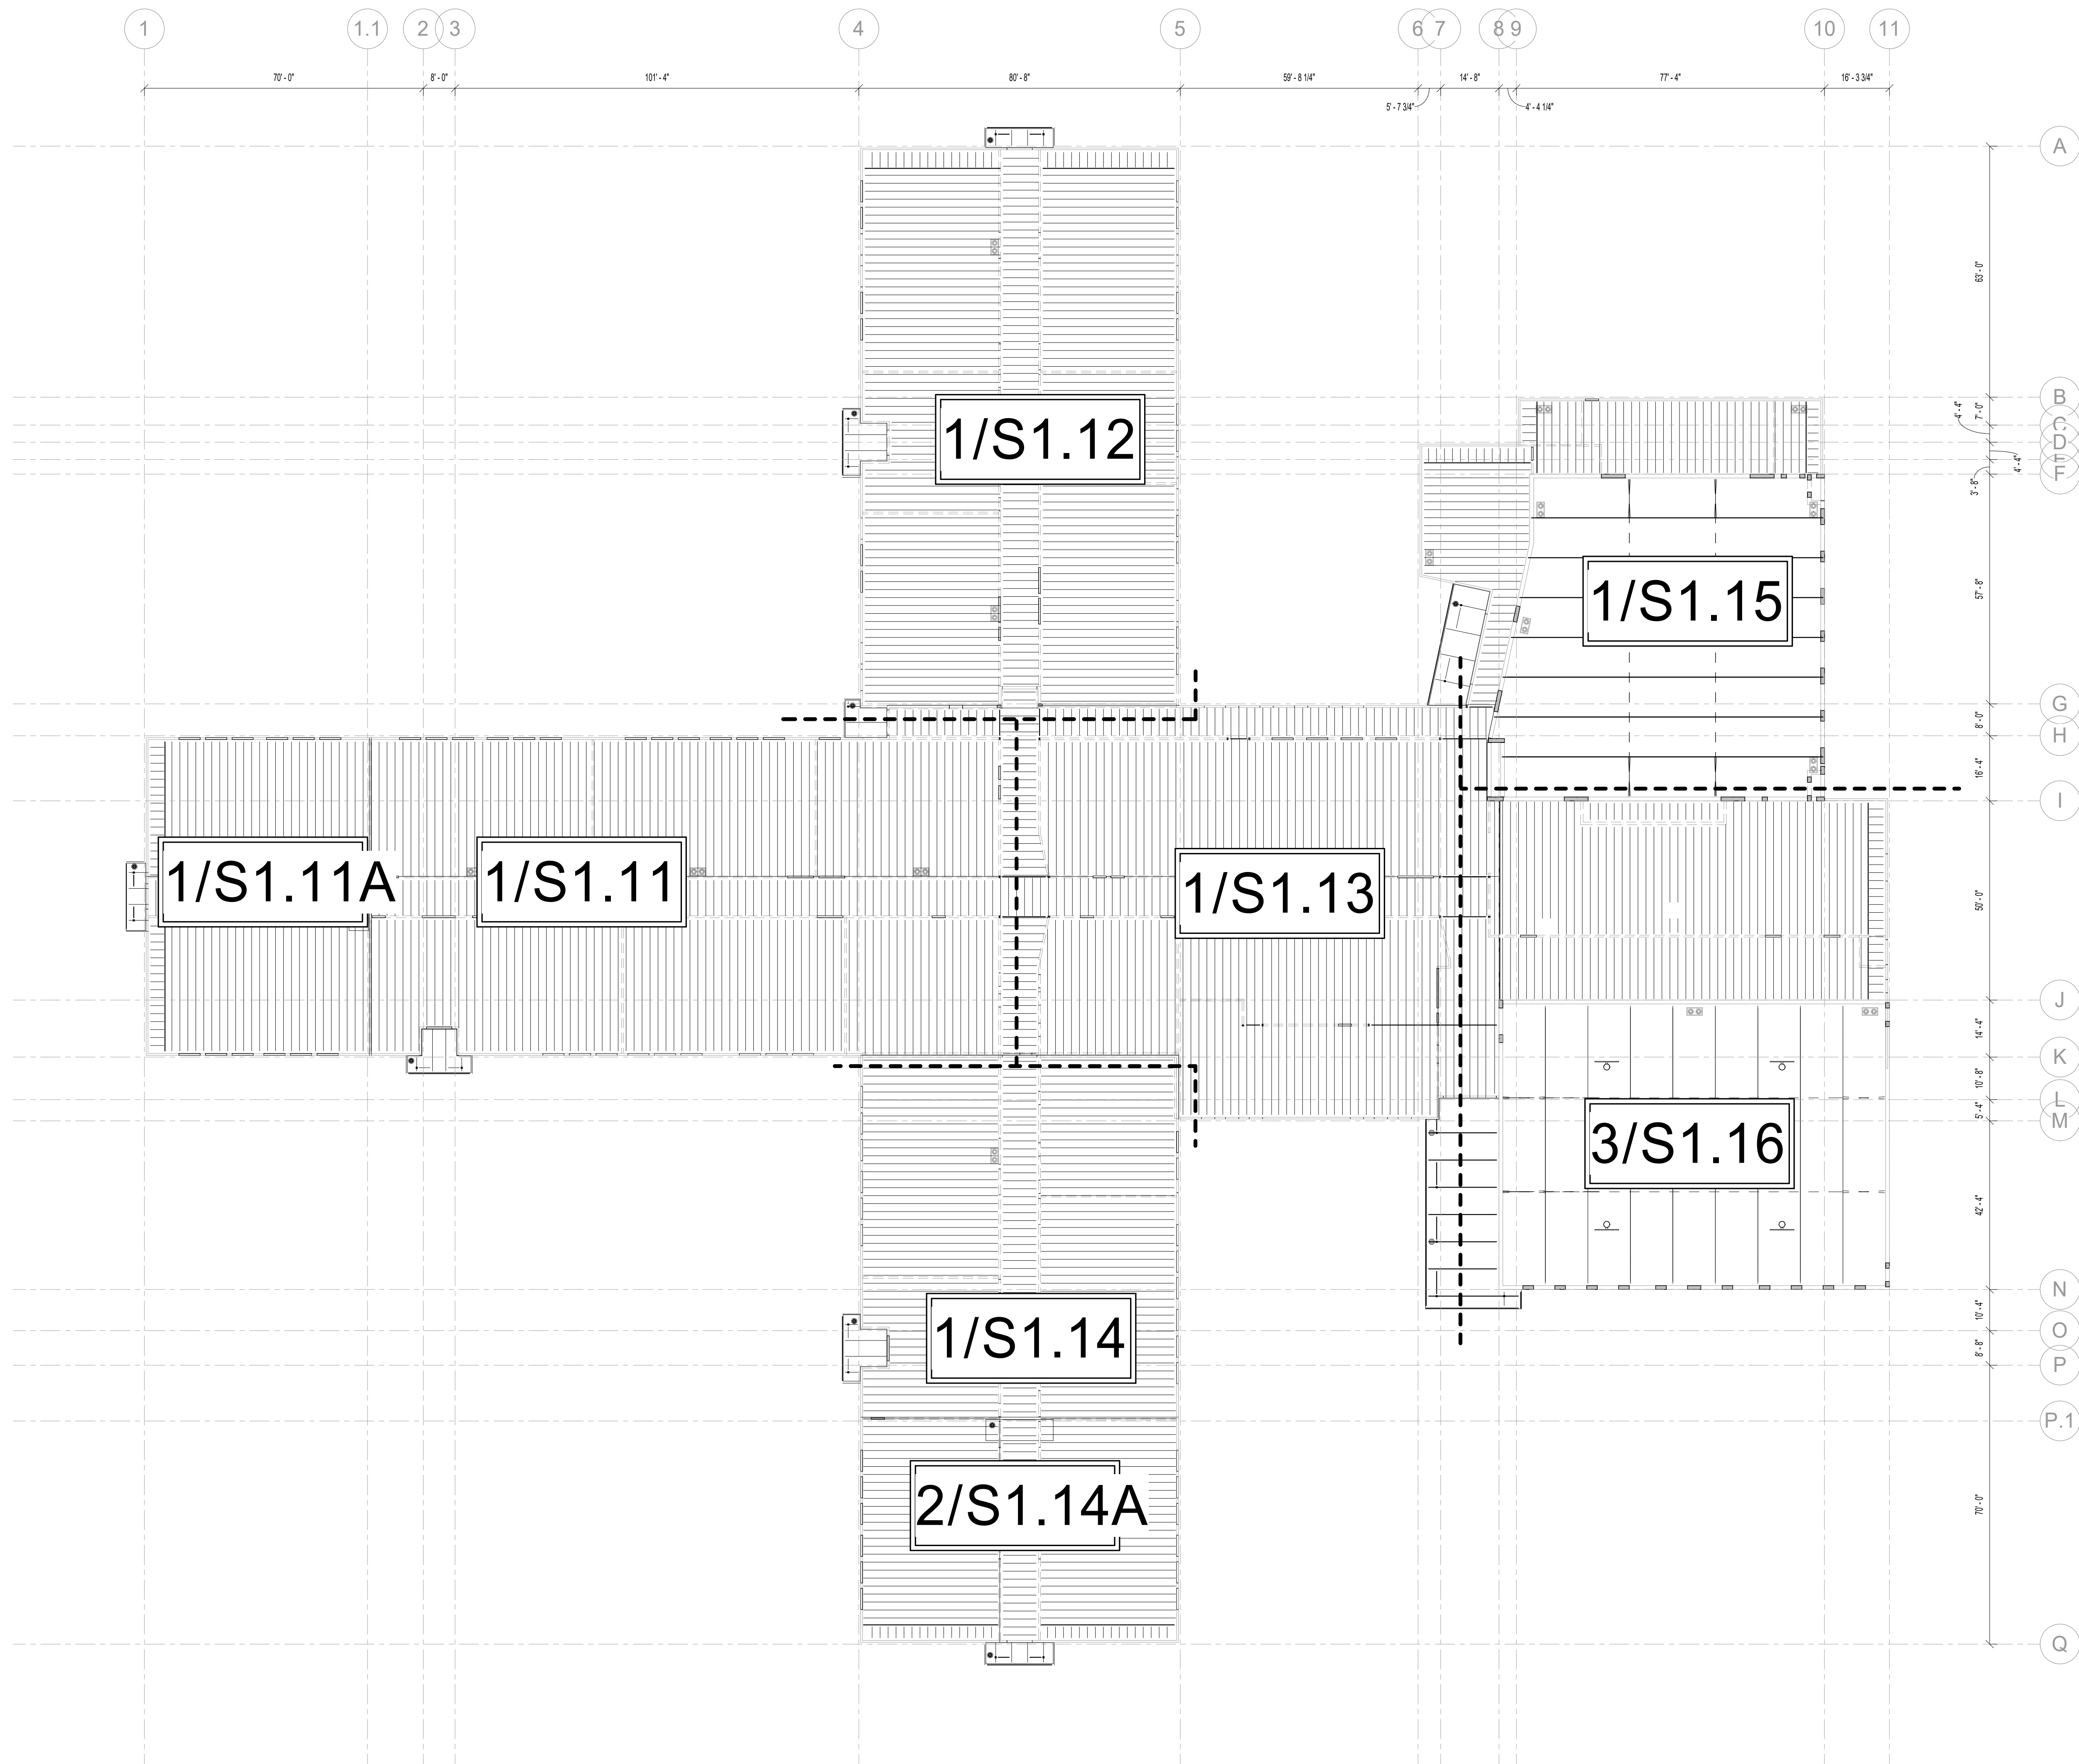 1 1.1 2 3 4 5 6 7 8 9 10 11
70' - 0" 8' - 0" 101' - 4" 80' - 8" 59' - 8 1/4" 14' - 8" 77' - 4" 16' - 3 3/4"
5' - 7 3/4" 4' - 4 1/4"
A
63' - 0"
B
7' - 0"
4' - 4"
C
D
E
4' - 4"
F
3' - 8"
1/S1.12
57' - 8"
1/S1.15
G
8' - 0"
H
16' - 4"
I
1/S1.11A 1/S1.11 1/S1.13
50' - 0"
J
14' - 4"
K
10' - 8"
L
5' - 4"
M
3/S1.16
42' - 4"
N
10' - 4"
O
1/S1.14
8' - 8"
P
P.1
2/S1.14A
70' - 0"
Q